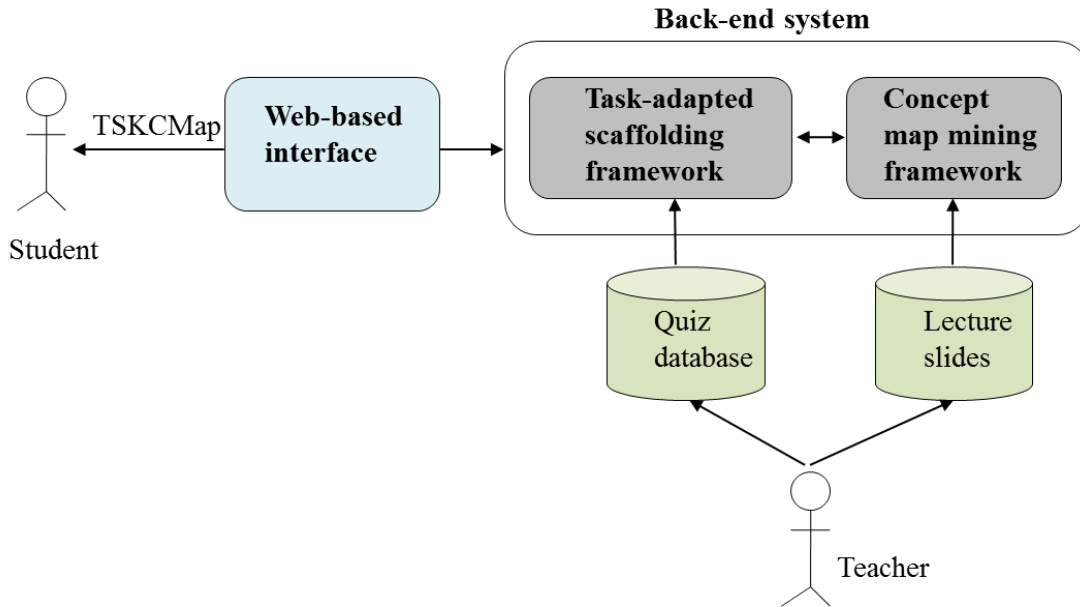 Back-end system
TSKCMap
Web-based
interface
Task-adapted
scaffolding
framework
Concept
map mining
framework
Student
Quiz
database
Lecture
slides
Teacher